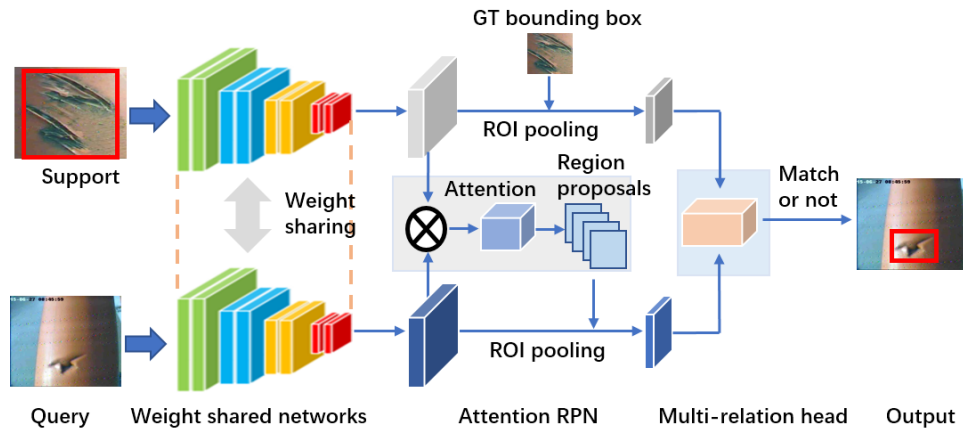 GT bounding box
Support
ROI pooling
Weight
sharing
Attention
Region
proposals
Match
or not
ROI pooling
Query
Weight shared networks
Attention RPN
Multi-relation head
Output